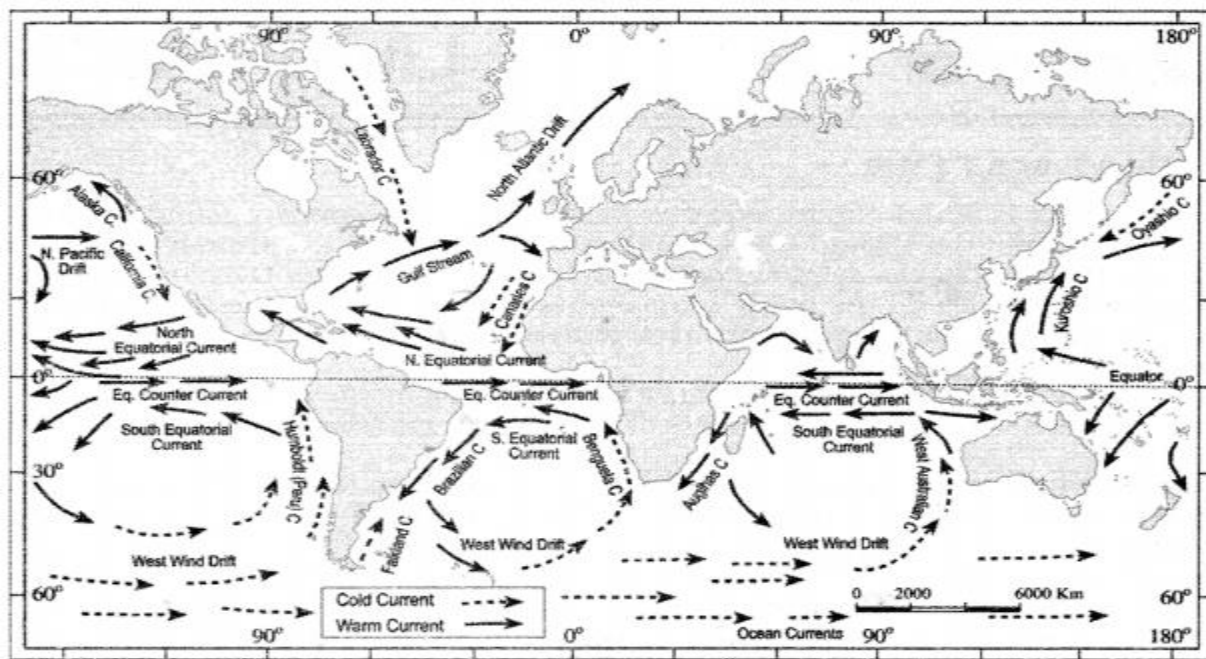 90°
0°
90°
180°
Labrador C
North Atlantic Drift
60°
60°
Alaska C.
Oyashio C
N. Pacific
Drift
California C.
Gulf Stream
Canaries C
Kuroshio C
North
Equatorial Current
N. Equatorial Current
Equator
0°
0°
Eq. Counter Current
Eq. Counter Current
Eq. Counter Current
South Equatorial
Current
S. Equatorial
Current
South Equatorial
Current
Humboldt (Peru) C
Brazilian C
Benguela C
Auglhas C
West Australian C
30°
30°
West Wind Drift
Falkland C
West Wind Drift
West Wind Drift
60°
60°
Cold Current
Warm Current
0 2000 6000 Km
90°
0°
Ocean Currents
90°
180°